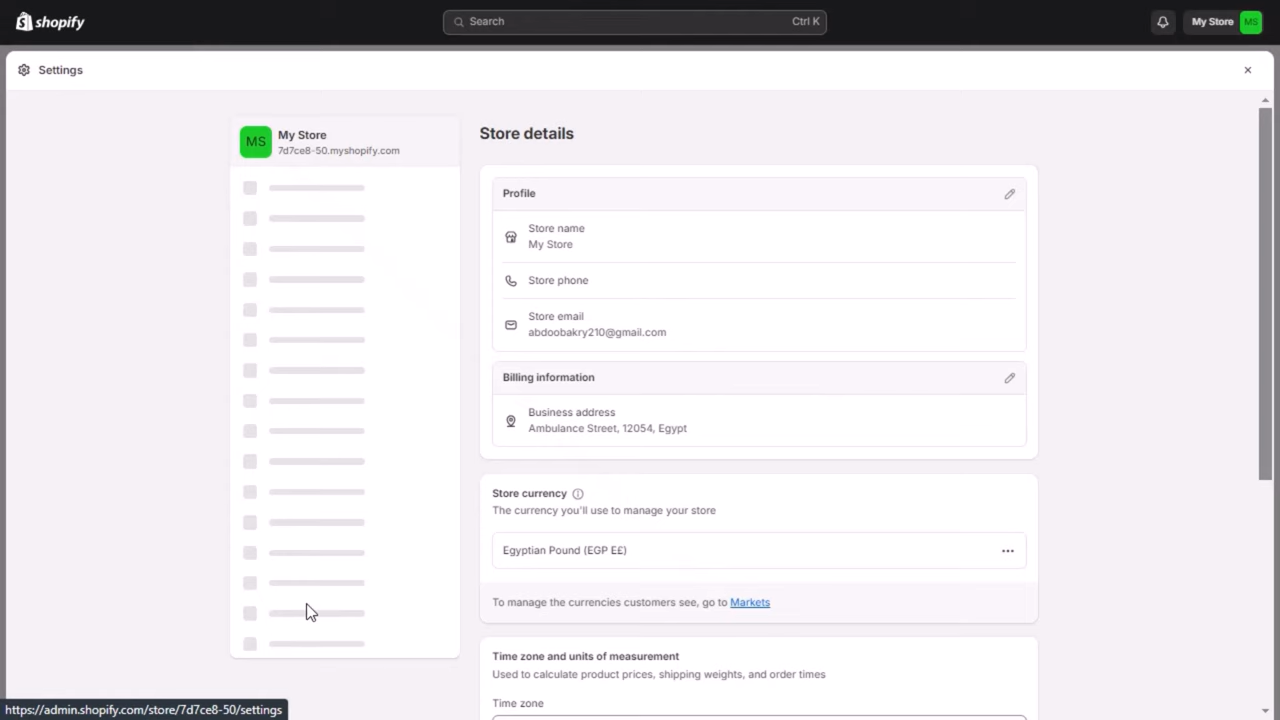 shopify
Search
Ctrl K
My Store
MS
Settings
MS
My Store
7d7ce8-50.myshopify.com
Store details
Profile
Store name
My Store
Store phone
Store email
abdoobakry210@gmail.com
Billing information
Business address
Ambulance Street, 12054, Egypt
Store currency
The currency you'll use to manage your store
Egyptian Pound (EGP E£)
To manage the currencies customers see, go to Markets
Time zone and units of measurement
Used to calculate product prices, shipping weights, and order times
Time zone
https://admin.shopify.com/store/7d7ce8-50/settings